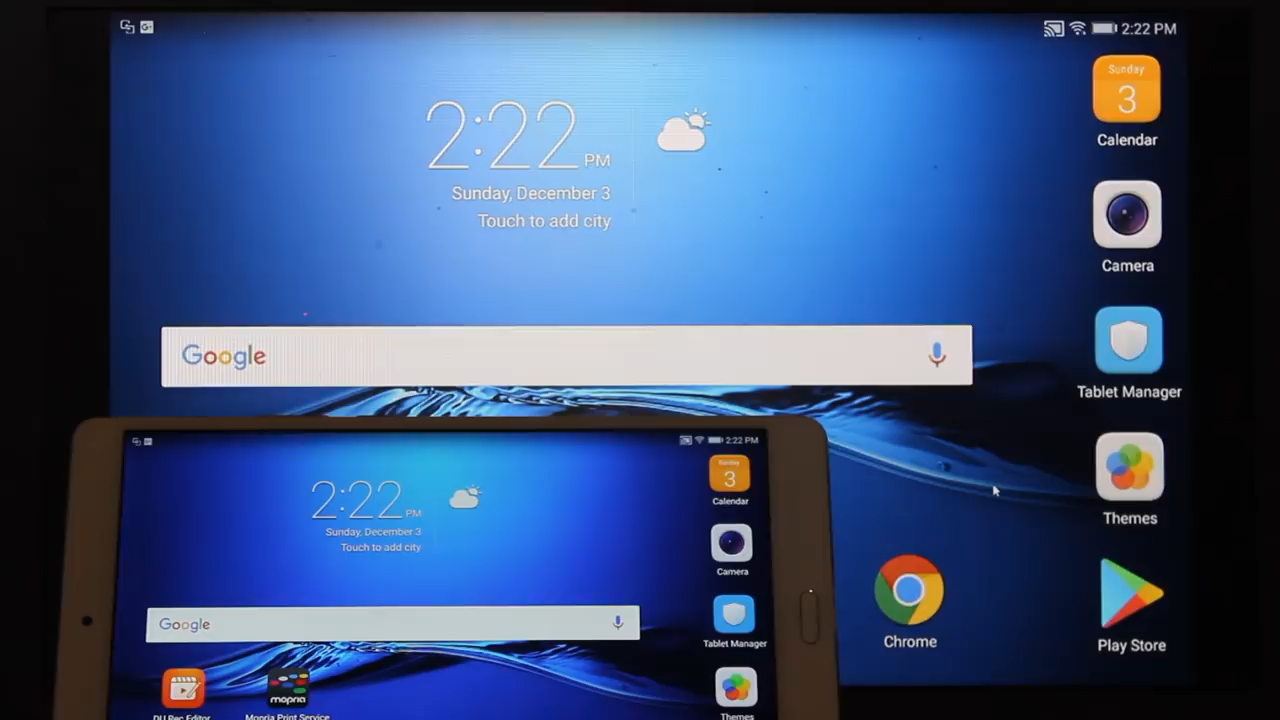 G+
2:22 PM
Sunday
3
Calendar
2:22 PM
Sunday, December 3
Touch to add city
Camera
Google
Tablet Manager
Themes
Chrome
Play Store
2:22 PM
Sunday
3
Calendar
2:22 PM
Sunday, December 3
Touch to add city
Camera
Google
Tablet Manager
mopria
DU Rec Editor
Mopria Print Service
Themes